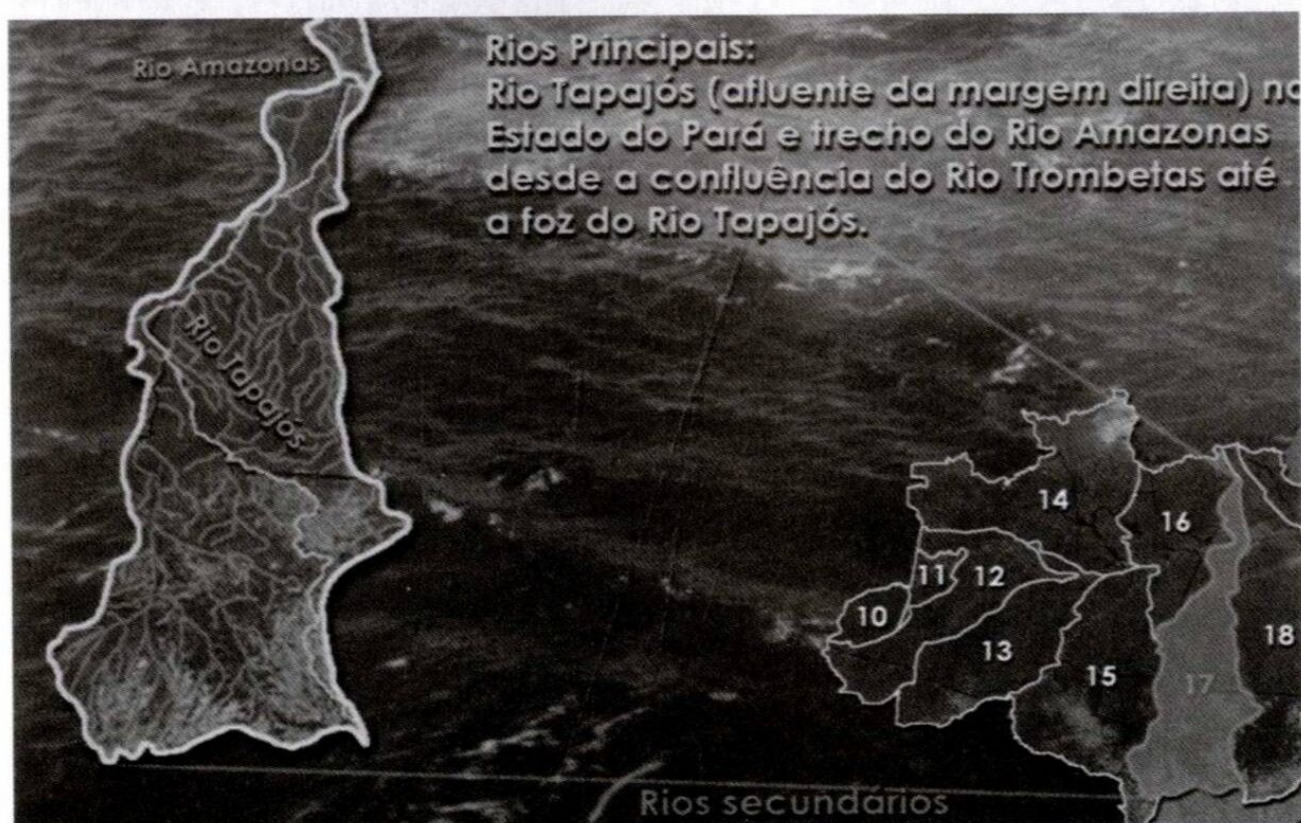 Rio Amazonas
Rios Principais:
Rio Tapajós (afluente da margem direita) no
Estado do Pará e trecho do Rio Amazonas
desde a confluência do Rio Trombetas até
a foz do Rio Tapajós.
Rio Tapajós
14
16
11
12
10
13
15
17
18
Rios secundários